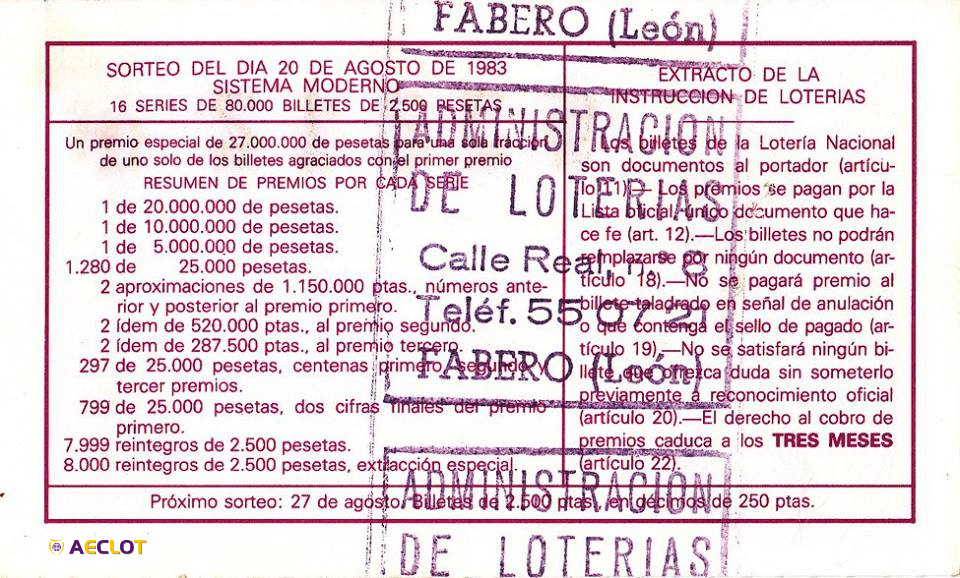 SORTEO DEL DIA 20 DE AGOSTO DE 1983
SISTEMA MODERNO
16 SERIES DE 80.000 BILLETES DE 2.500 PESETAS
Un premio especial de 27.000.000 de pesetas para una sola fracción
de uno solo de los billetes agraciados con el primer premio
RESUMEN DE PREMIOS POR CADA SERIE
1 de 20.000.000 de pesetas.
1 de 10.000.000 de pesetas.
1 de 5.000.000 de pesetas.
1.280 de 25.000 pesetas.
2 aproximaciones de 1.150.000 ptas., números ante-
rior y posterior al premio primero.
2 ídem de 520.000 ptas., al premio segundo.
2 ídem de 287.500 ptas., al premio tercero.
297 de 25.000 pesetas, centenas primero, segundo y
tercer premios.
799 de 25.000 pesetas, dos cifras finales del premio
primero.
7.999 reintegros de 2.500 pesetas.
8.000 reintegros de 2.500 pesetas, extracción especial.
EXTRACTO DE LA
INSTRUCCION DE LOTERIAS
Los billetes de la Lotería Nacional
son documentos al portador (artícu-
lo 11).—Los premios se pagan por la
Lista oficial, único documento que ha-
ce fe (art. 12).—Los billetes no podrán
remplazarse por ningún documento (ar-
tículo 18).—No se pagará premio al
billete taladrado en señal de anulación
o que contenga el sello de pagado (ar-
tículo 19).—No se satisfará ningún bi-
llete que ofrezca duda sin someterlo
previamente a reconocimiento oficial
(artículo 20).—El derecho al cobro de
premios caduca a los TRES MESES
(artículo 22).
Próximo sorteo: 27 de agosto. Billetes de 2.500 ptas., en décimos de 250 ptas.
FABERO (León)
ADMINISTRACION
DE LOTERIAS
Calle Real, n.º 8
Teléf. 55 07 21
FABERO (León)
ADMINISTRACION
DE LOTERIAS
AECLOT